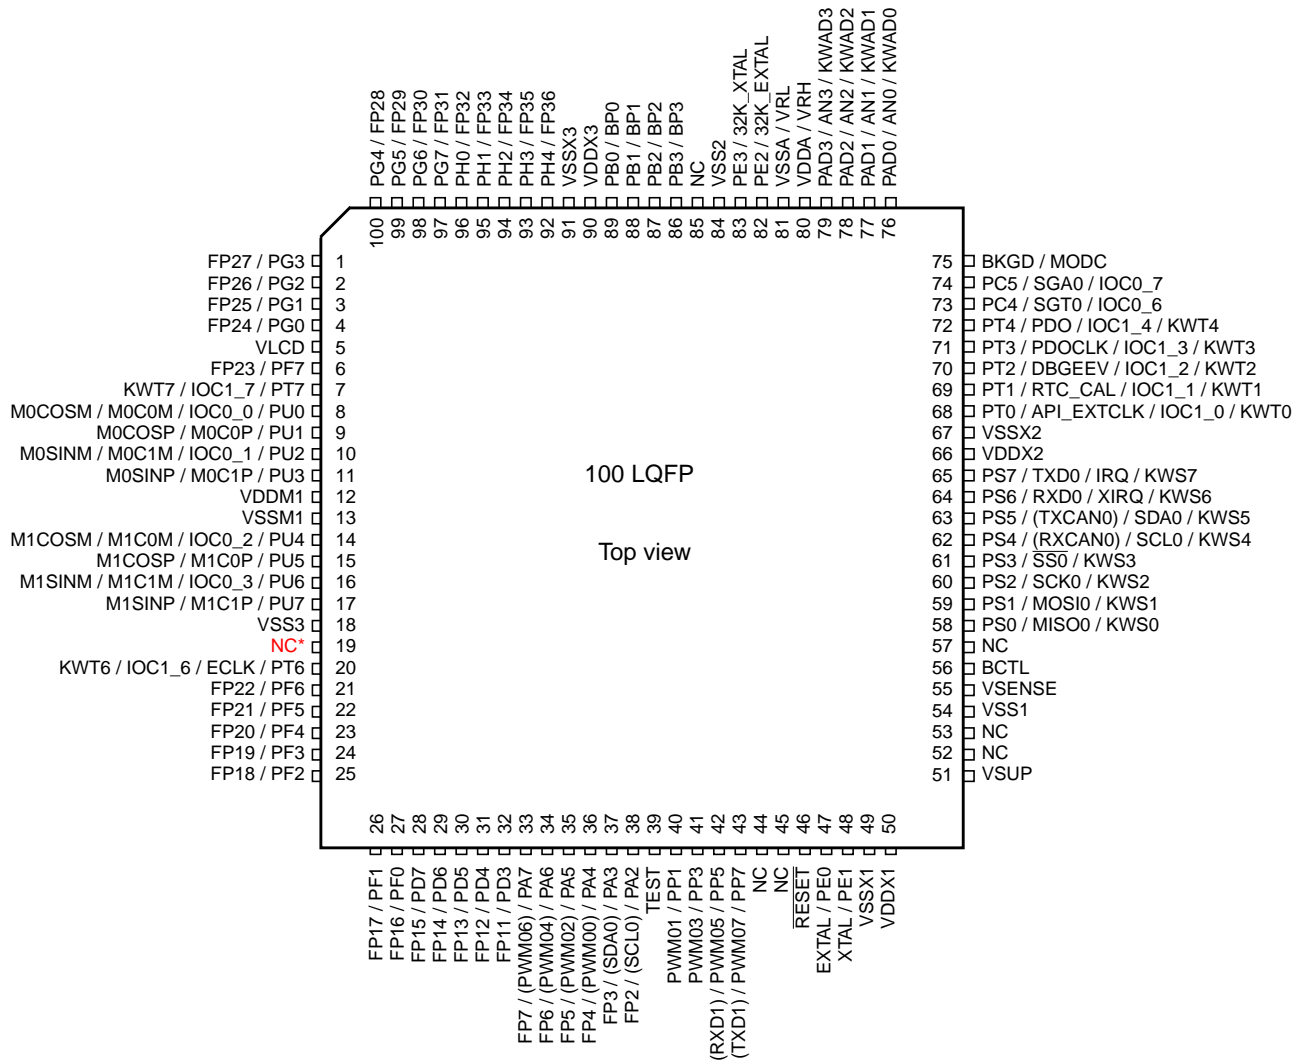 PG4 / FP28
PG5 / FP29
PG6 / FP30
PG7 / FP31
PH0 / FP32
PH1 / FP33
PH2 / FP34
PH3 / FP35
PH4 / FP36
VSSX3
VDDX3
PB0 / BP0
PB1 / BP1
PB2 / BP2
PB3 / BP3
NC
VSS2
PE3 / 32K_XTAL
PE2 / 32K_EXTAL
VSSA / VRL
VDDA / VRH
PAD3 / AN3 / KWAD3
PAD2 / AN2 / KWAD2
PAD1 / AN1 / KWAD1
PAD0 / AN0 / KWAD0
100
99
98
97
96
95
94
93
92
91
90
89
88
87
86
85
84
83
82
81
80
79
78
77
76
FP27 / PG3 1
FP26 / PG2 2
FP25 / PG1 3
FP24 / PG0 4
VLCD 5
FP23 / PF7 6
KWT7 / IOC1_7 / PT7 7
M0COSM / M0C0M / IOC0_0 / PU0 8
M0COSP / M0C0P / PU1 9
M0SINM / M0C1M / IOC0_1 / PU2 10
M0SINP / M0C1P / PU3 11
VDDM1 12
VSSM1 13
M1COSM / M1C0M / IOC0_2 / PU4 14
M1COSP / M1C0P / PU5 15
M1SINM / M1C1M / IOC0_3 / PU6 16
M1SINP / M1C1P / PU7 17
VSS3 18
NC* 19
KWT6 / IOC1_6 / ECLK / PT6 20
FP22 / PF6 21
FP21 / PF5 22
FP20 / PF4 23
FP19 / PF3 24
FP18 / PF2 25
100 LQFP
Top view
75 BKGD / MODC
74 PC5 / SGA0 / IOC0_7
73 PC4 / SGT0 / IOC0_6
72 PT4 / PDO / IOC1_4 / KWT4
71 PT3 / PDOCLK / IOC1_3 / KWT3
70 PT2 / DBGEEV / IOC1_2 / KWT2
69 PT1 / RTC_CAL / IOC1_1 / KWT1
68 PT0 / API_EXTCLK / IOC1_0 / KWT0
67 VSSX2
66 VDDX2
65 PS7 / TXD0 / IRQ / KWS7
64 PS6 / RXD0 / XIRQ / KWS6
63 PS5 / (TXCAN0) / SDA0 / KWS5
62 PS4 / (RXCAN0) / SCL0 / KWS4
61 PS3 / SS0 / KWS3
60 PS2 / SCK0 / KWS2
59 PS1 / MOSI0 / KWS1
58 PS0 / MISO0 / KWS0
57 NC
56 BCTL
55 VSENSE
54 VSS1
53 NC
52 NC
51 VSUP
26
27
28
29
30
31
32
33
34
35
36
37
38
39
40
41
42
43
44
45
46
47
48
49
50
FP17 / PF1
FP16 / PF0
FP15 / PD7
FP14 / PD6
FP13 / PD5
FP12 / PD4
FP11 / PD3
FP7 / (PWM06) / PA7
FP6 / (PWM04) / PA6
FP5 / (PWM02) / PA5
FP4 / (PWM00) / PA4
FP3 / (SDA0) / PA3
FP2 / (SCL0) / PA2
TEST
PWM01 / PP1
PWM03 / PP3
(RXD1) / PWM05 / PP5
(TXD1) / PWM07 / PP7
NC
NC
RESET
EXTAL / PE0
XTAL / PE1
VSSX1
VDDX1